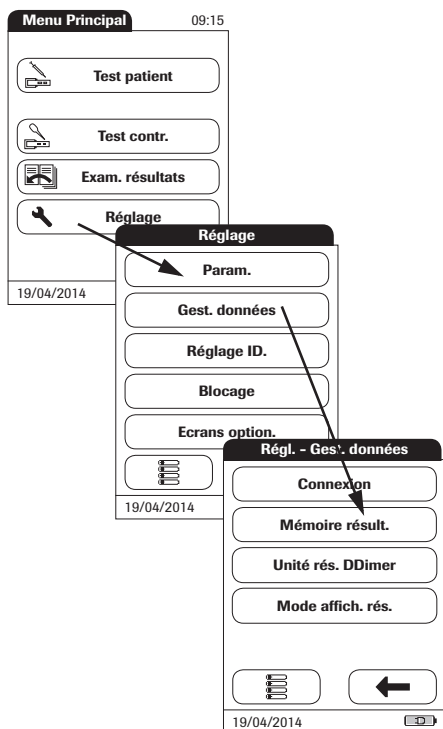 Menu Principal
09:15
Test patient
Test contr.
Exam. résultats
Réglage
19/04/2014
Réglage
Param.
Gest. données
Réglage ID.
Blocage
Ecrans option.
19/04/2014
Régl. - Gest. données
Connexion
Mémoire résult.
Unité rés. DDimer
Mode affich. rés.
19/04/2014